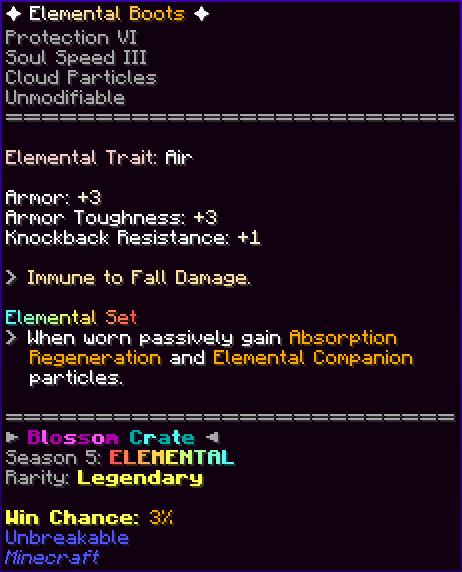 ✦ Elemental Boots ✦
Protection VI
Soul Speed III
Cloud Particles
Unmodifiable
================================
Elemental Trait: Air
Armor: +3
Armor Toughness: +3
Knockback Resistance: +1
> Immune to Fall Damage.
Elemental Set
> When worn passively gain Absorption
Regeneration and Elemental Companion
particles.
================================
► Blossom Crate ◄
Season 5: ELEMENTAL
Rarity: Legendary
Win Chance: 3%
Unbreakable
Minecraft